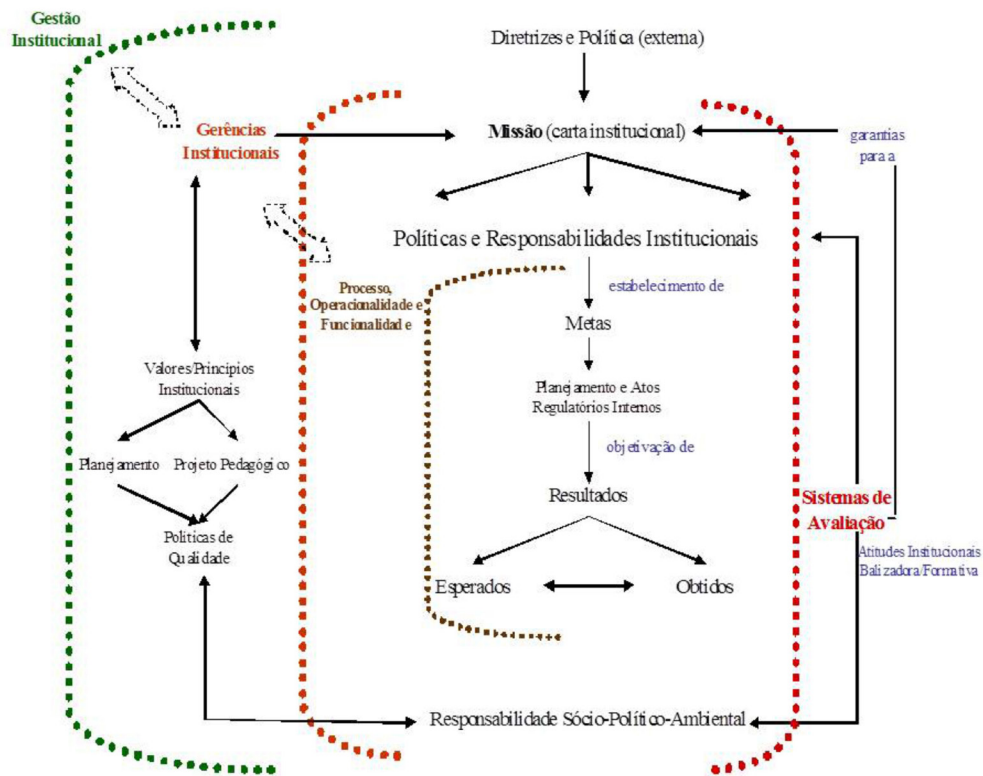 Gestão
Institucional
Diretrizes e Política (externa)
Gerências
Institucionais
Missão (carta institucional)
garantias
para a
Políticas e Responsabilidades Institucionais
Processo,
Operacionalidade e
Funcionalidade
estabelecimento de
Metas
Valores/Principios
Institucionais
Planejamento e Atos
Regulatórios Internos
Planejamento
Projeto Pedagógico
objetivação de
Resultados
Sistemas de
Avaliação
Políticas de
Qualidade
Atitudes Institucionais
Balizadora/Formativa
Esperados
Obtidos
Responsabilidade Sócio-Político-Ambiental